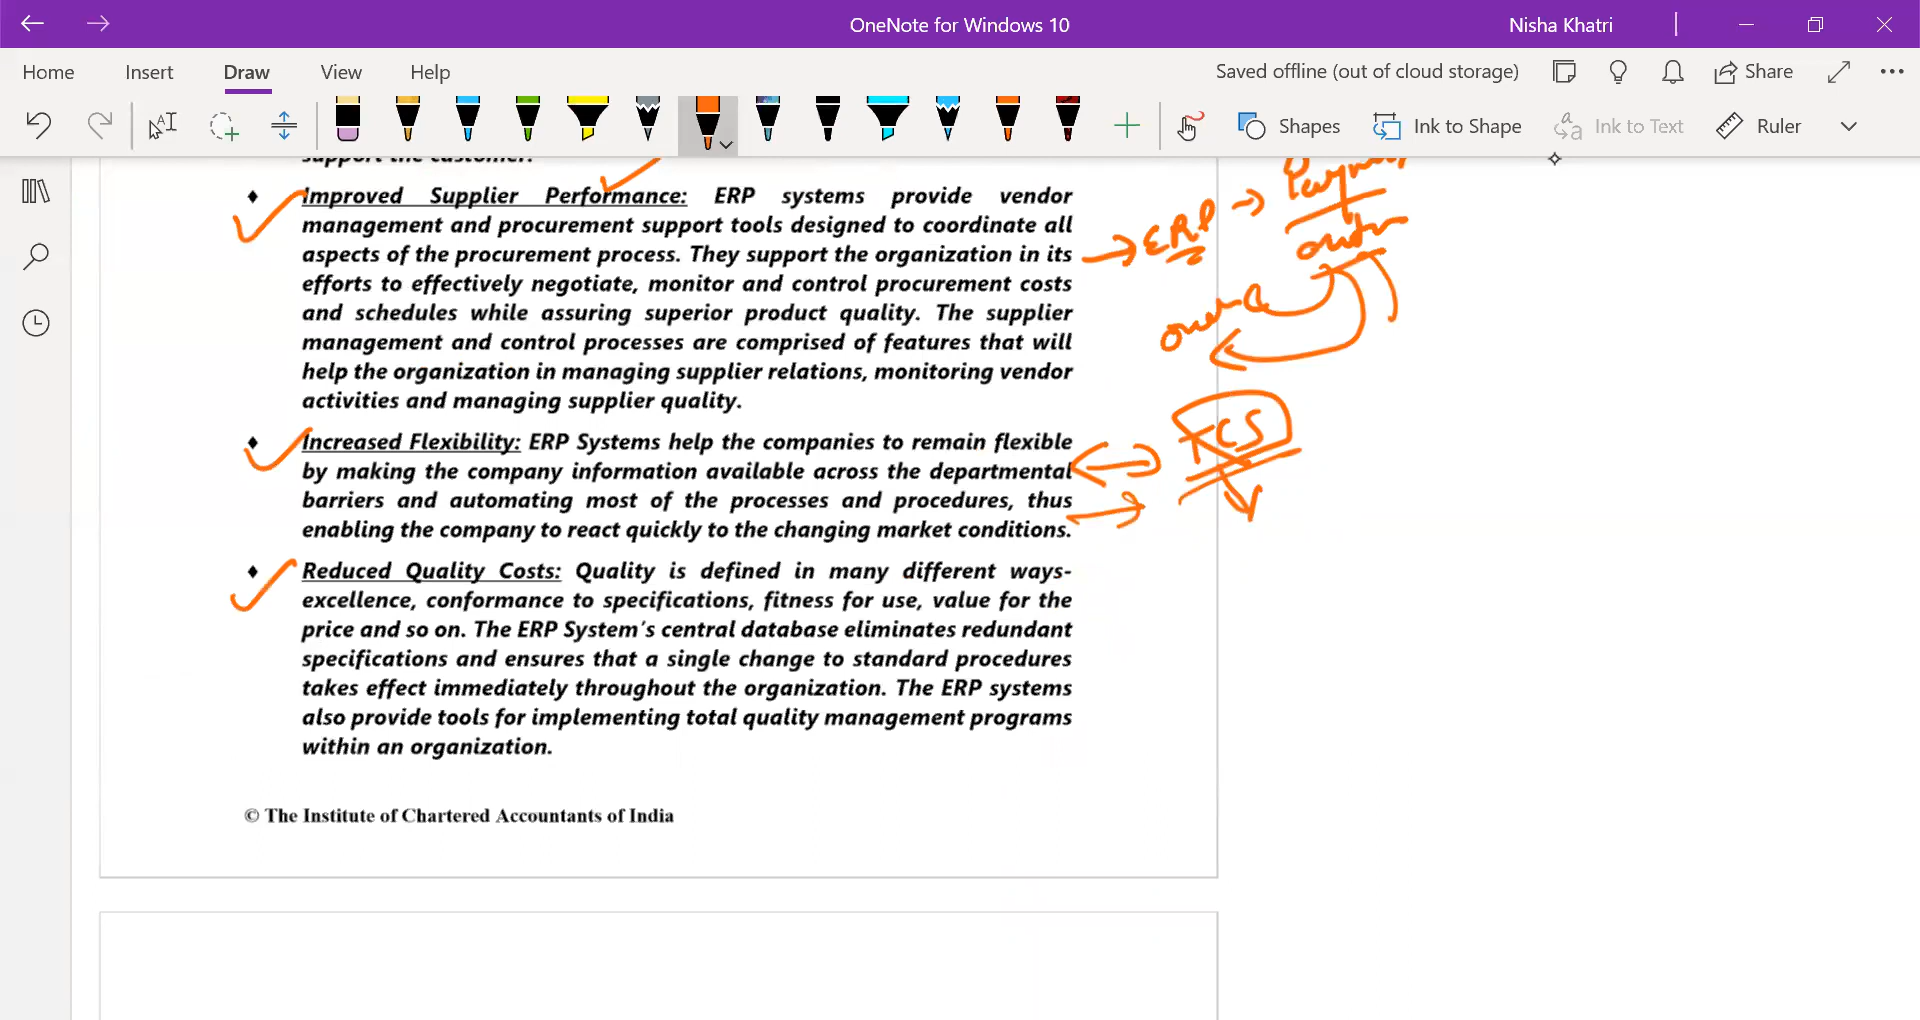 OneNote for Windows 10
Nisha Khatri
Home Insert Draw View Help
Saved offline (out of cloud storage)
Share
Shapes
Ink to Shape
Ink to Text
Ruler
support the customer.
♦ Improved Supplier Performance: ERP systems provide vendor
management and procurement support tools designed to coordinate all
aspects of the procurement process. They support the organization in its
efforts to effectively negotiate, monitor and control procurement costs
and schedules while assuring superior product quality. The supplier
management and control processes are comprised of features that will
help the organization in managing supplier relations, monitoring vendor
activities and managing supplier quality.
♦ Increased Flexibility: ERP Systems help the companies to remain flexible
by making the company information available across the departmental
barriers and automating most of the processes and procedures, thus
enabling the company to react quickly to the changing market conditions.
♦ Reduced Quality Costs: Quality is defined in many different ways-
excellence, conformance to specifications, fitness for use, value for the
price and so on. The ERP System's central database eliminates redundant
specifications and ensures that a single change to standard procedures
takes effect immediately throughout the organization. The ERP systems
also provide tools for implementing total quality management programs
within an organization.
© The Institute of Chartered Accountants of India
ERP
TCS